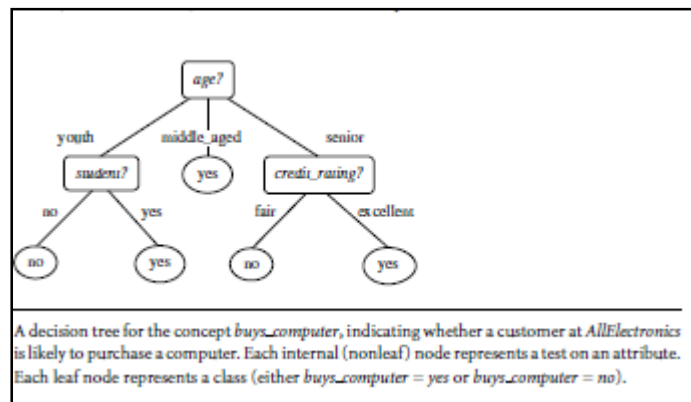 age?
youth middle_aged senior
student? yes credit_rating?
no yes fair excellent
no yes no yes
A decision tree for the concept buys_computer, indicating whether a customer at AllElectronics
is likely to purchase a computer. Each internal (nonleaf) node represents a test on an attribute.
Each leaf node represents a class (either buys_computer = yes or buys_computer = no).